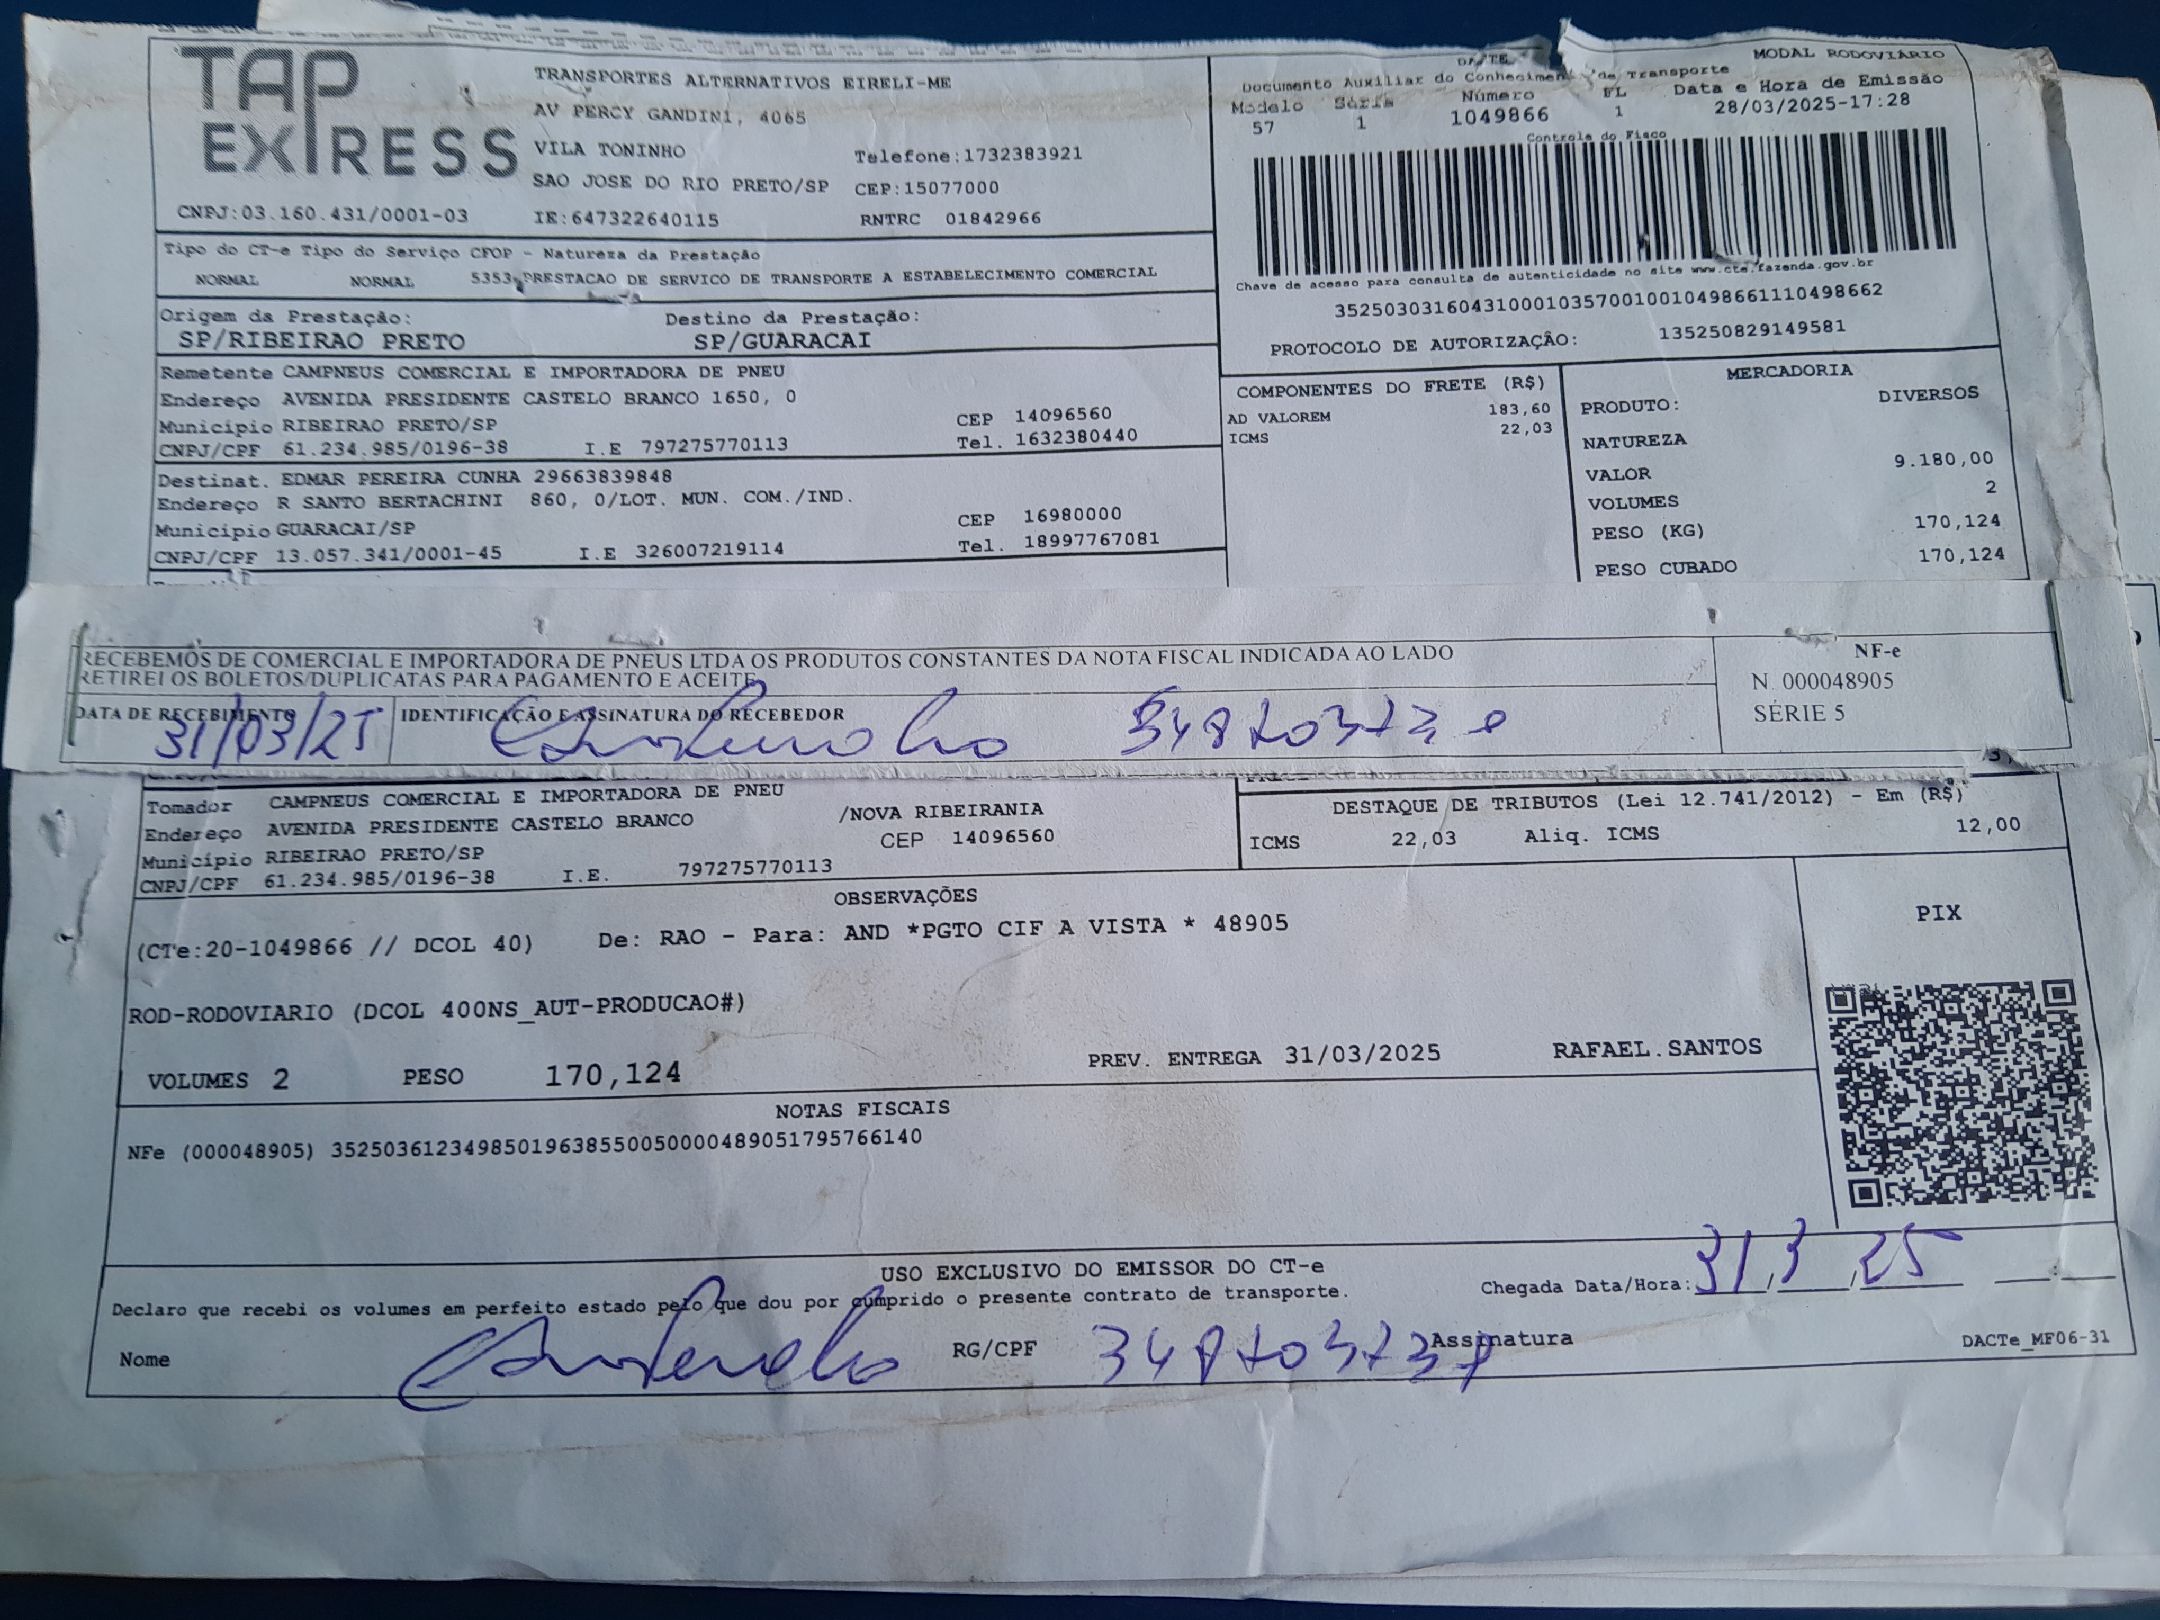 TAP EXPRESS
TRANSPORTES ALTERNATIVOS EIRELI-ME
AV PERCY GANDINI, 4065
VILA TONINHO Telefone:1732383921
SAO JOSE DO RIO PRETO/SP CEP:15077000
CNPJ:03.160.431/0001-03 IE:647322640115 RNTRC 01842966
DACTE MODAL RODOVIÁRIO
Documento Auxiliar do Conhecimento de Transporte
Modelo Série Número FL Data e Hora de Emissão
57 1 1049866 1 28/03/2025-17:28
Controle do Fisco
Chave de acesso para consulta de autenticidade no site www.cte.fazenda.gov.br
35250303160431000103570010010498661110498662
PROTOCOLO DE AUTORIZAÇÂO: 135250829149581
Tipo do CT-e Tipo do Serviço CFOP - Natureza da Prestação
NORMAL NORMAL 5353-PRESTACAO DE SERVICO DE TRANSPORTE A ESTABELECIMENTO COMERCIAL
Origem da Prestação: Destino da Prestação:
SP/RIBEIRAO PRETO SP/GUARACAI
Remetente CAMPNEUS COMERCIAL E IMPORTADORA DE PNEU
Endereço AVENIDA PRESIDENTE CASTELO BRANCO 1650, 0
Município RIBEIRAO PRETO/SP CEP 14096560
CNPJ/CPF 61.234.985/0196-38 I.E 797275770113 Tel. 1632380440
Destinat. EDMAR PEREIRA CUNHA 29663839848
Endereço R SANTO BERTACHINI 860, 0/LOT. MUN. COM./IND.
Município GUARACAI/SP CEP 16980000
CNPJ/CPF 13.057.341/0001-45 I.E 326007219114 Tel. 18997767081
COMPONENTES DO FRETE (R$)
AD VALOREM 183,60
ICMS 22,03
MERCADORIA
PRODUTO: DIVERSOS
NATUREZA
VALOR 9.180,00
VOLUMES 2
PESO (KG) 170,124
PESO CUBADO 170,124
RECEBEMOS DE COMERCIAL E IMPORTADORA DE PNEUS LTDA OS PRODUTOS CONSTANTES DA NOTA FISCAL INDICADA AO LADO
RETIREI OS BOLETOS/DUPLICATAS PARA PAGAMENTO E ACEITE
DATA DE RECEBIMENTO IDENTIFICAÇÃO E ASSINATURA DO RECEBEDOR
31/03/25
NF-e
N. 000048905
SÉRIE 5
Tomador CAMPNEUS COMERCIAL E IMPORTADORA DE PNEU
Endereço AVENIDA PRESIDENTE CASTELO BRANCO /NOVA RIBEIRANIA
Município RIBEIRAO PRETO/SP CEP 14096560
CNPJ/CPF 61.234.985/0196-38 I.E. 797275770113
DESTAQUE DE TRIBUTOS (Lei 12.741/2012) - Em (R$)
ICMS 22,03 Aliq. ICMS 12,00
OBSERVAÇÕES
(CTe:20-1049866 // DCOL 40) De: RAO - Para: AND *PGTO CIF A VISTA * 48905
ROD-RODOVIARIO (DCOL 400NS_AUT-PRODUCAO#)
VOLUMES 2 PESO 170,124 PREV. ENTREGA 31/03/2025 RAFAEL.SANTOS
PIX
NOTAS FISCAIS
NFe (000048905) 35250361234985019638550050000489051795766140
USO EXCLUSIVO DO EMISSOR DO CT-e
Declaro que recebi os volumes em perfeito estado pelo que dou por cumprido o presente contrato de transporte.
Chegada Data/Hora: 31/3/25
Nome RG/CPF Assinatura DACTe_MF06-31